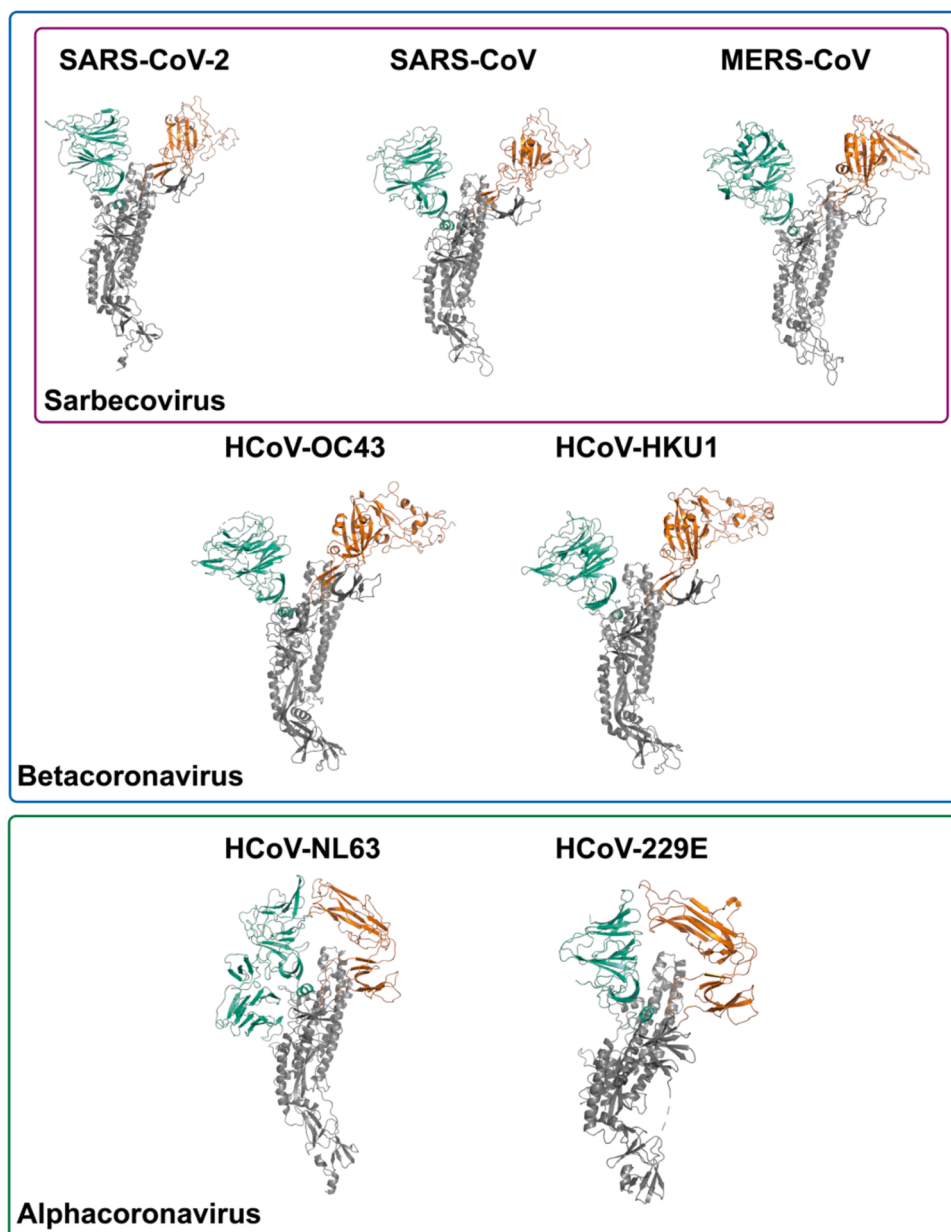 SARS-CoV-2 SARS-CoV MERS-CoV
Sarbecovirus
HCoV-OC43 HCoV-HKU1
Betacoronavirus
HCoV-NL63 HCoV-229E
Alphacoronavirus